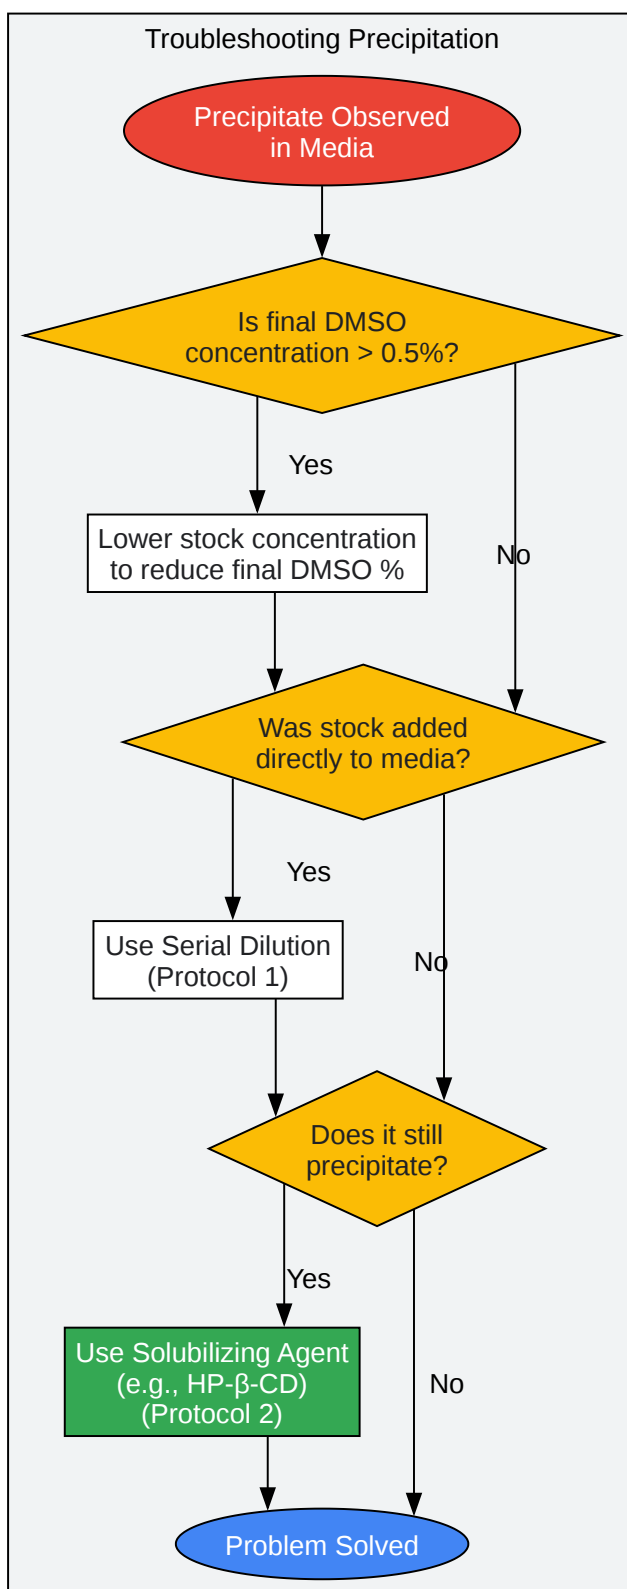 Troubleshooting Precipitation
Precipitate Observed
in Media
Is final DMSO
concentration > 0.5%?
Yes
No
Lower stock concentration
to reduce final DMSO %
Was stock added
directly to media?
Yes
No
Use Serial Dilution
(Protocol 1)
Does it still
precipitate?
Yes
No
Use Solubilizing Agent
(e.g., HP-β-CD)
(Protocol 2)
Problem Solved